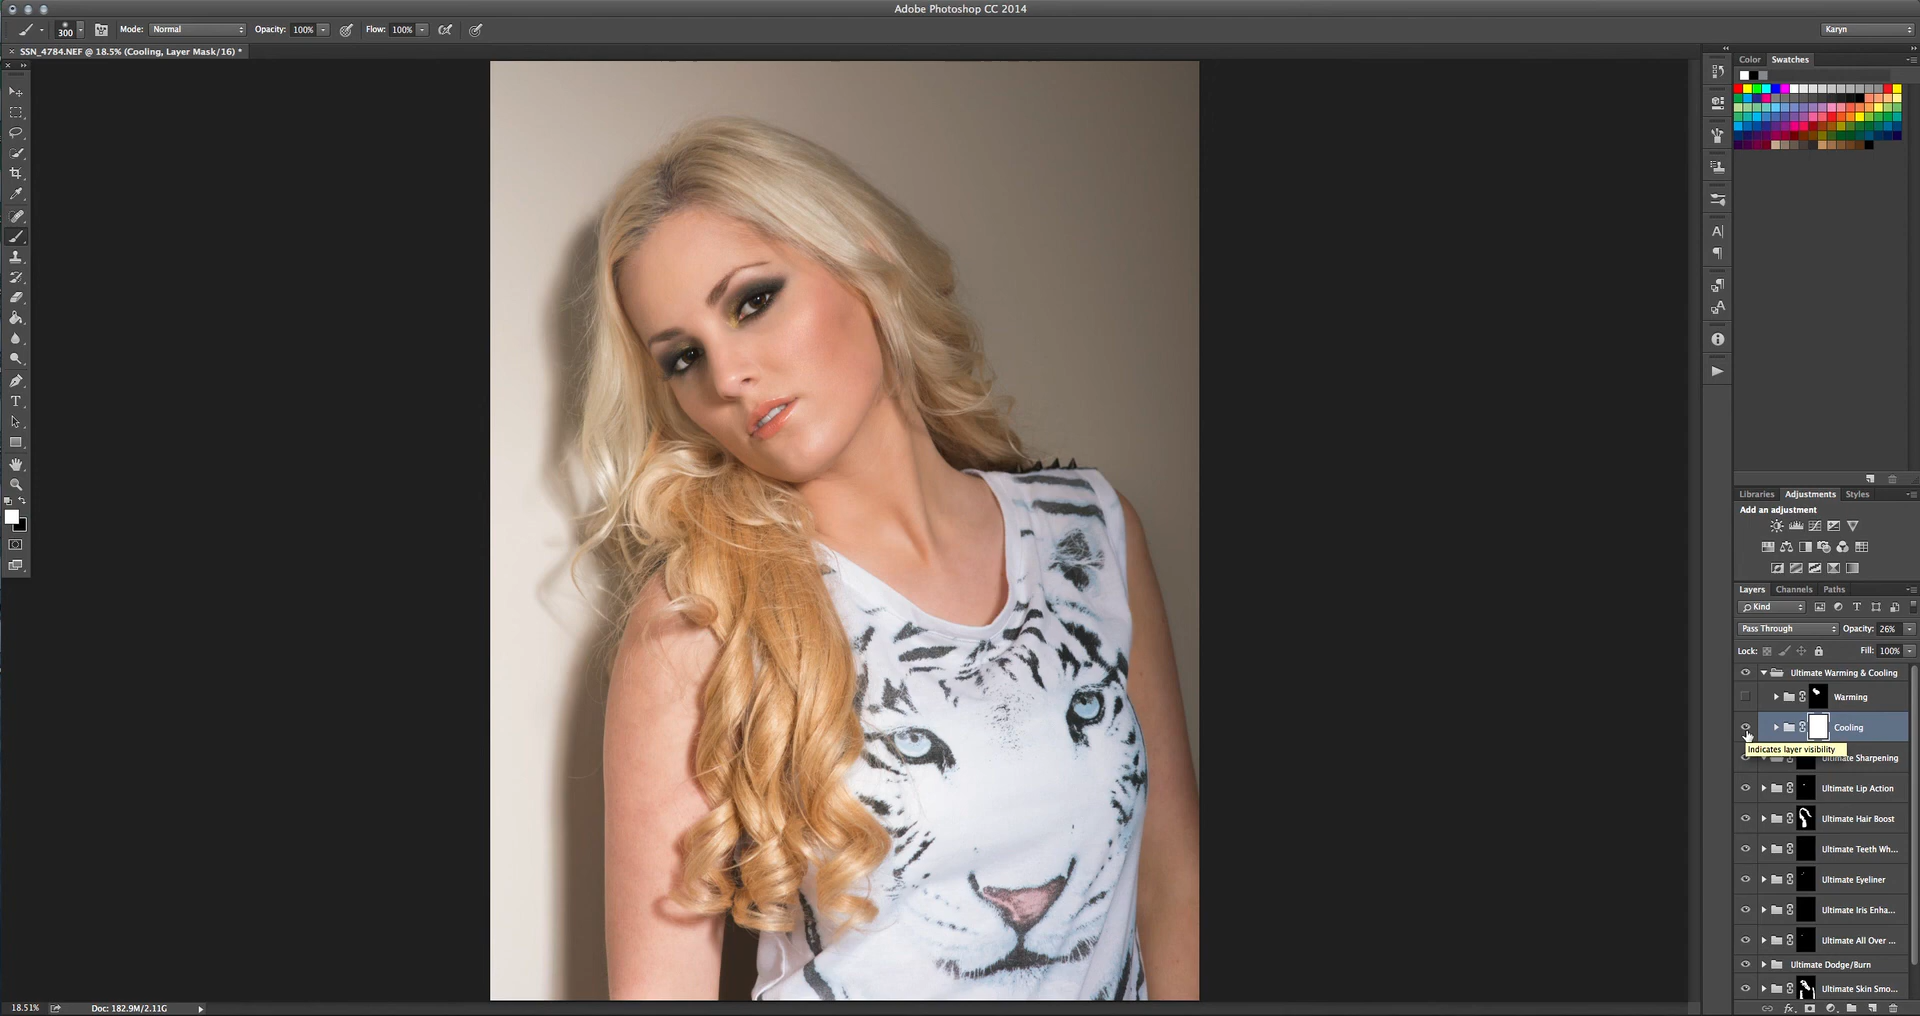 Adobe Photoshop CC 2014
300 Mode: Normal Opacity: 100% Flow: 100% Karyn
SSN_4784.NEF @ 18.5% (Cooling, Layer Mask/16) *
Color Swatches
Libraries Adjustments Styles
Add an adjustment
Layers Channels Paths
Kind
Pass Through Opacity: 26%
Lock: Fill: 100%
Ultimate Warming & Cooling
Warming
Cooling
Indicates layer visibility
Ultimate Sharpening
Ultimate Lip Action
Ultimate Hair Boost
Ultimate Teeth Wh...
Ultimate Eyeliner
Ultimate Iris Enha...
Ultimate All Over ...
Ultimate Dodge/Burn
Ultimate Skin Smo...
18.51% Doc: 182.9M/2.11G